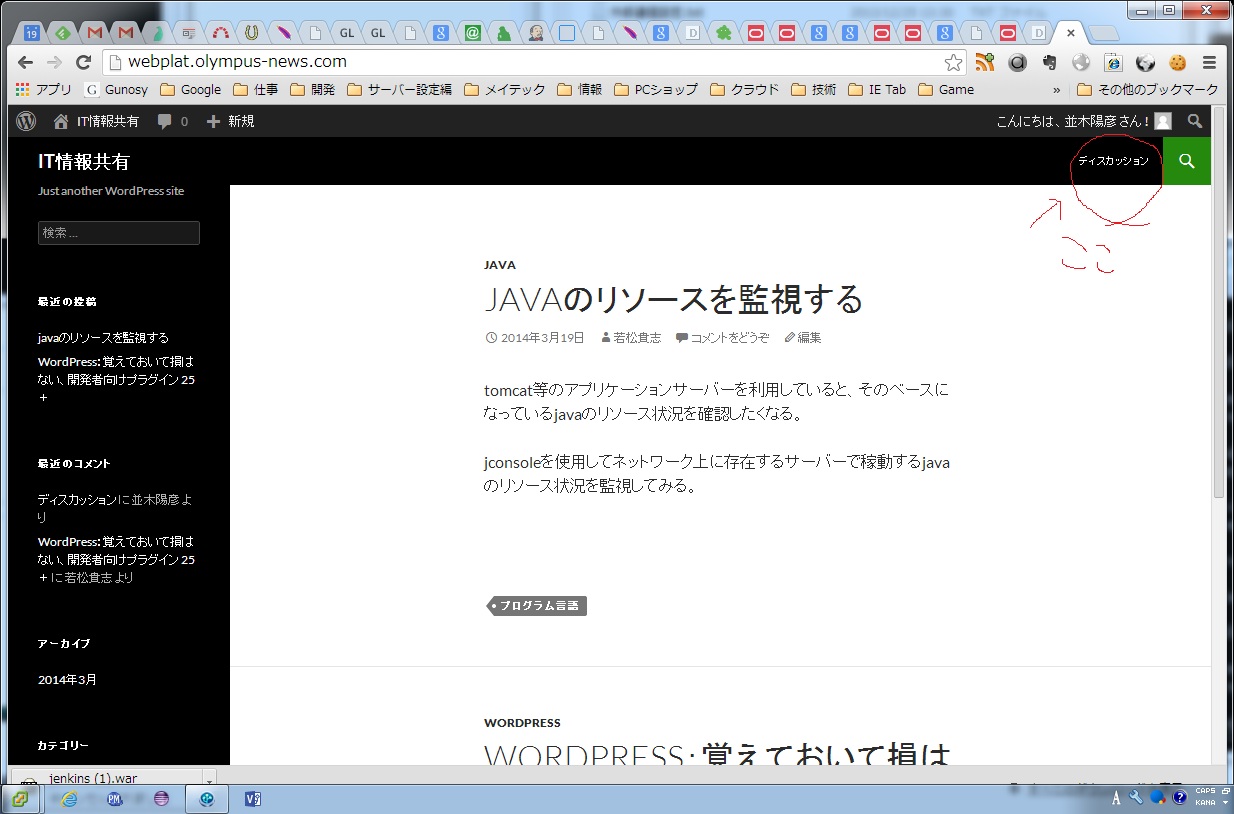 19
GL
GL
webplat.olympus-news.com
アプリ
Gunosy
Google
仕事
開発
サーバー設定編
メイテック
情報
PCショップ
クラウド
技術
IE Tab
Game
»
その他のブックマーク
IT情報共有
0
新規
こんにちは、並木陽彦 さん！
IT情報共有
ディスカッション
Just another WordPress site
ここ
検索 ...
JAVA
JAVAのリソースを監視する
最近の投稿
2014年3月19日
若松貴志
コメントをどうぞ
編集
javaのリソースを監視する
WordPress: 覚えておいて損は
ない、開発者向けプラグイン 25
+
tomcat等のアプリケーションサーバーを利用していると、そのベースに
なっているjavaのリソース状況を確認したくなる。
jconsoleを使用してネットワーク上に存在するサーバーで稼動するjava
のリソース状況を監視してみる。
最近のコメント
ディスカッション に 並木陽彦 よ
り
WordPress: 覚えておいて損は
ない、開発者向けプラグイン 25
+ に 若松貴志 より
プログラム言語
アーカイブ
2014年3月
WORDPRESS
WORDPRESS: 覚えておいて損は
カテゴリー
jenkins (1).war
A
CAPS
KANA